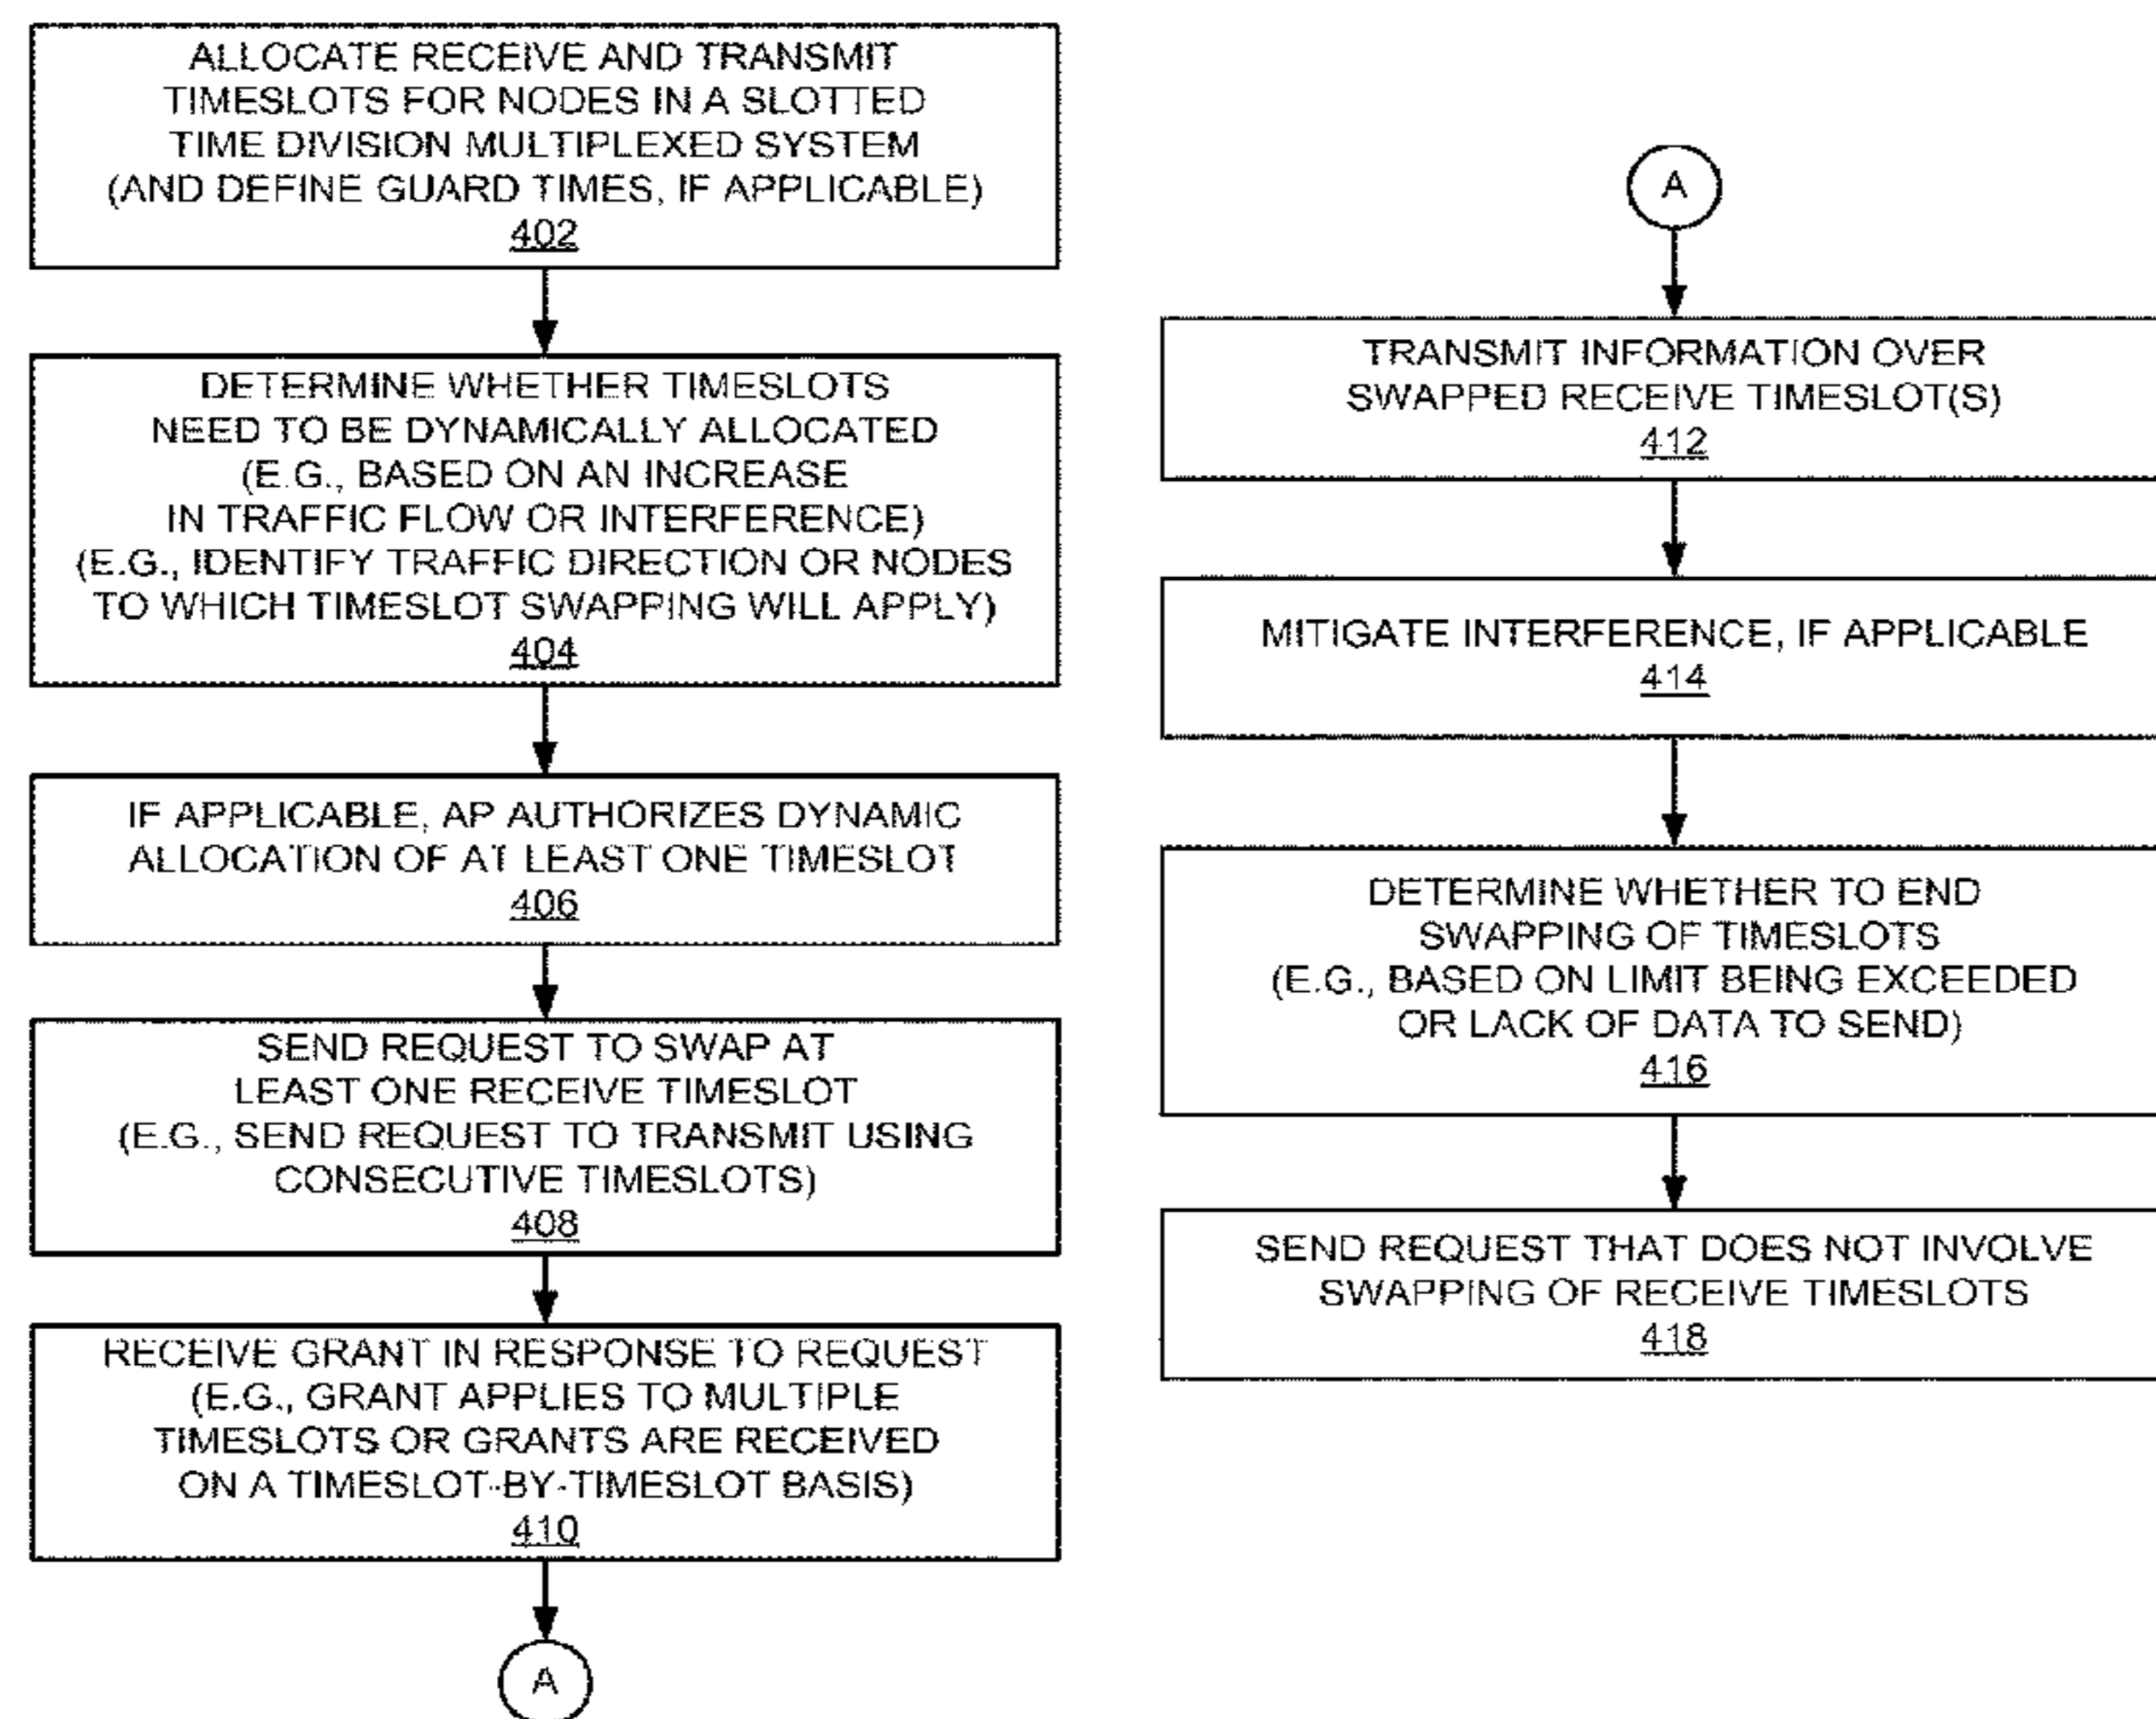 ALLOCATE RECEIVE AND TRANSMIT
TIMESLOTS FOR NODES IN A SLOTTED
TIME DIVISION MULTIPLEXED SYSTEM
(AND DEFINE GUARD TIMES, IF APPLICABLE)
402
DETERMINE WHETHER TIMESLOTS
NEED TO BE DYNAMICALLY ALLOCATED
(E.G., BASED ON AN INCREASE
IN TRAFFIC FLOW OR INTERFERENCE)
(E.G., IDENTIFY TRAFFIC DIRECTION OR NODES
TO WHICH TIMESLOT SWAPPING WILL APPLY)
404
IF APPLICABLE, AP AUTHORIZES DYNAMIC
ALLOCATION OF AT LEAST ONE TIMESLOT
406
SEND REQUEST TO SWAP AT
LEAST ONE RECEIVE TIMESLOT
(E.G., SEND REQUEST TO TRANSMIT USING
CONSECUTIVE TIMESLOTS)
408
RECEIVE GRANT IN RESPONSE TO REQUEST
(E.G., GRANT APPLIES TO MULTIPLE
TIMESLOTS OR GRANTS ARE RECEIVED
ON A TIMESLOT-BY-TIMESLOT BASIS)
410
A
A
TRANSMIT INFORMATION OVER
SWAPPED RECEIVE TIMESLOT(S)
412
MITIGATE INTERFERENCE, IF APPLICABLE
414
DETERMINE WHETHER TO END
SWAPPING OF TIMESLOTS
(E.G., BASED ON LIMIT BEING EXCEEDED
OR LACK OF DATA TO SEND)
416
SEND REQUEST THAT DOES NOT INVOLVE
SWAPPING OF RECEIVE TIMESLOTS
418